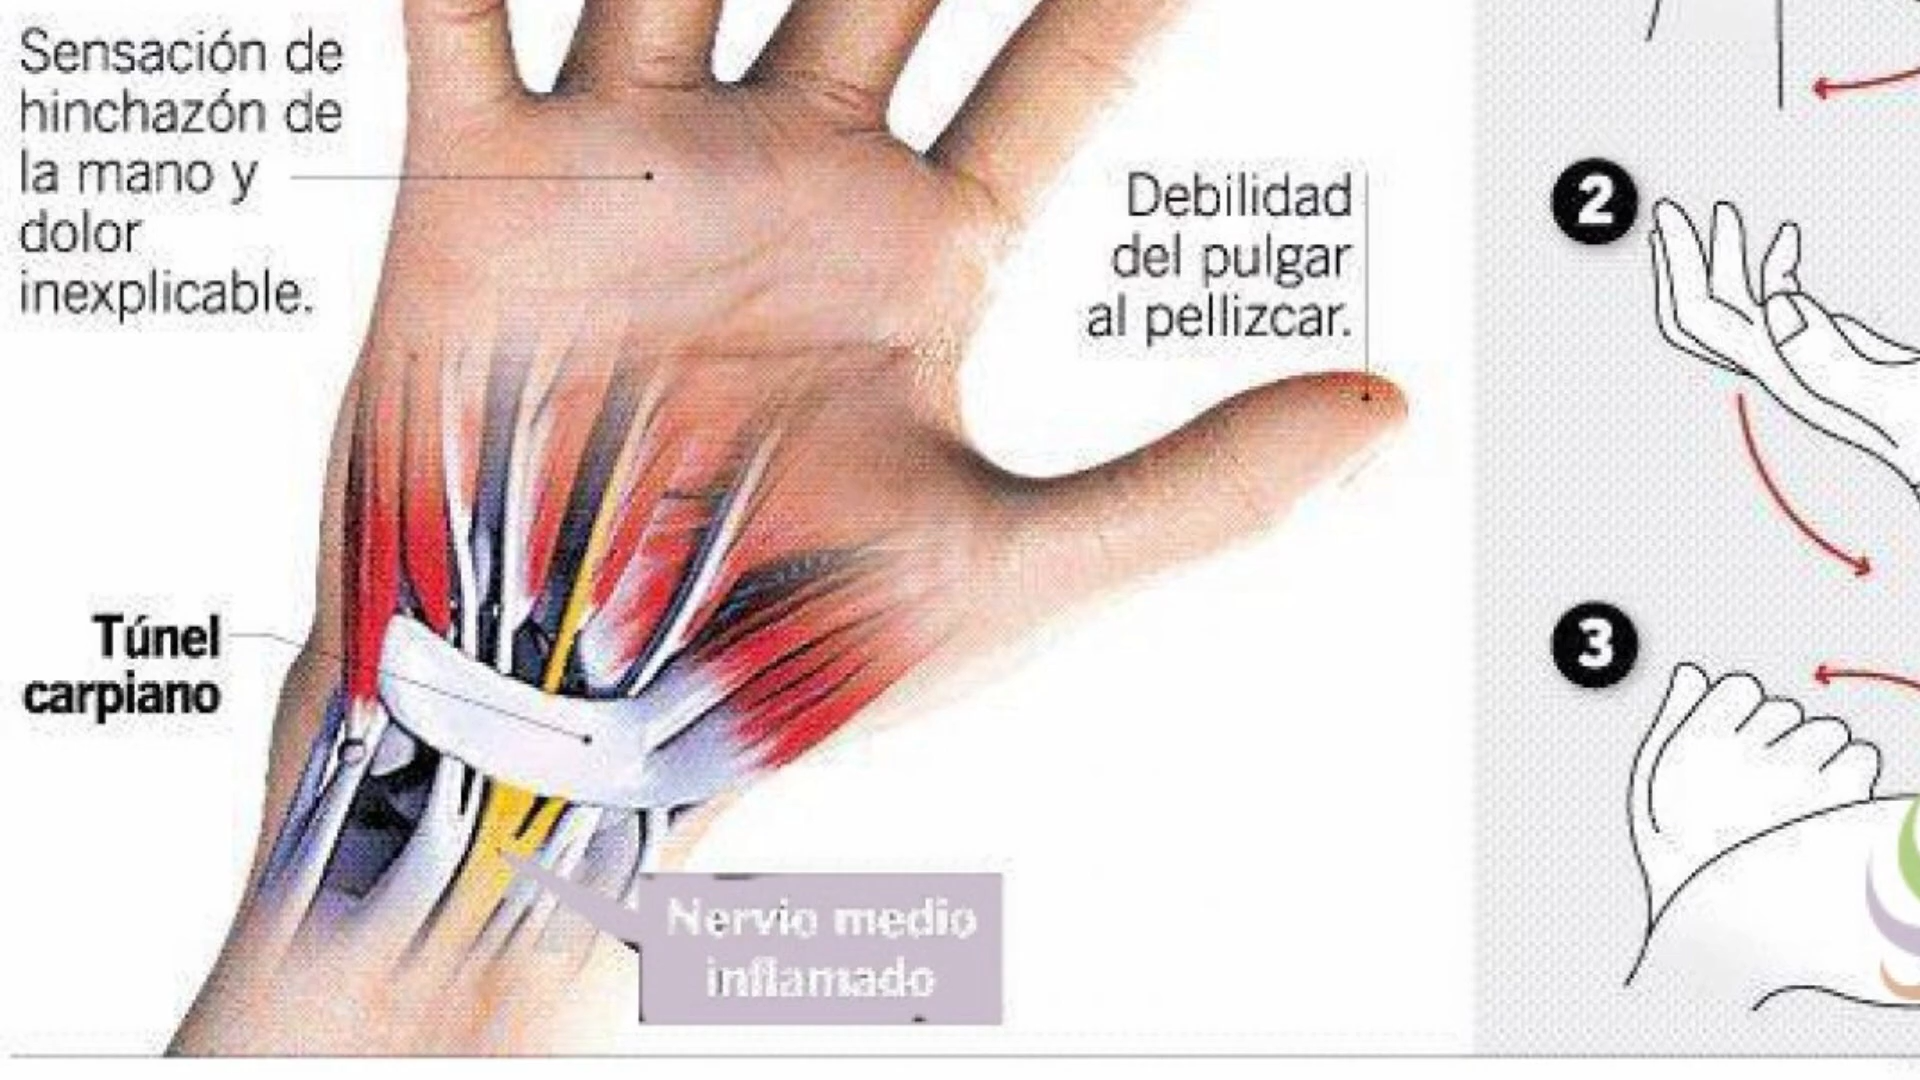 Sensación de
hinchazón de
la mano y
dolor
inexplicable.
Debilidad
del pulgar
al pellizcar.
Túnel
carpiano
Nervio medio
inflamado
2
3